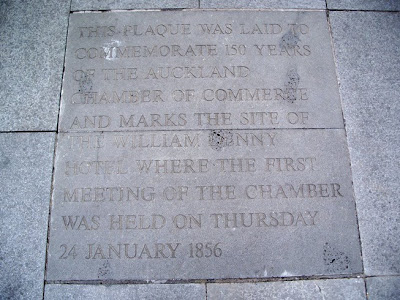 THIS PLAQUE WAS LAID TO
COMMEMORATE 150 YEARS
OF THE AUCKLAND
CHAMBER OF COMMERCE
AND MARKS THE SITE OF
THE WILLIAM DENNY
HOTEL WHERE THE FIRST
MEETING OF THE CHAMBER
WAS HELD ON THURSDAY
24 JANUARY 1856